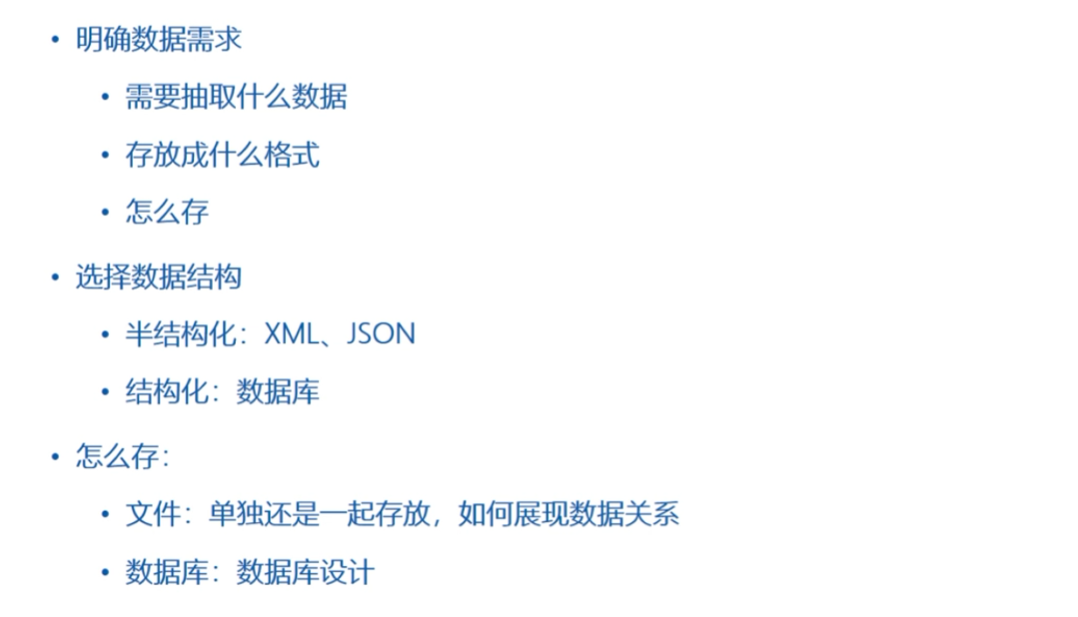 • 明确数据需求
• 需要抽取什么数据
• 存放成什么格式
• 怎么存
• 选择数据结构
• 半结构化：XML、JSON
• 结构化：数据库
• 怎么存：
• 文件：单独还是一起存放，如何展现数据关系
• 数据库：数据库设计